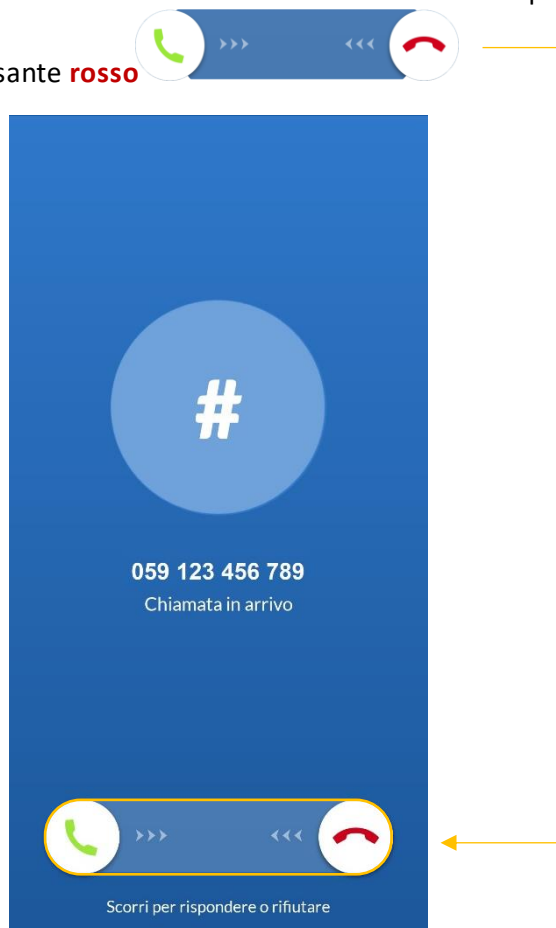 sante rosso
#
059 123 456 789
Chiamata in arrivo
Scorri per rispondere o rifiutare